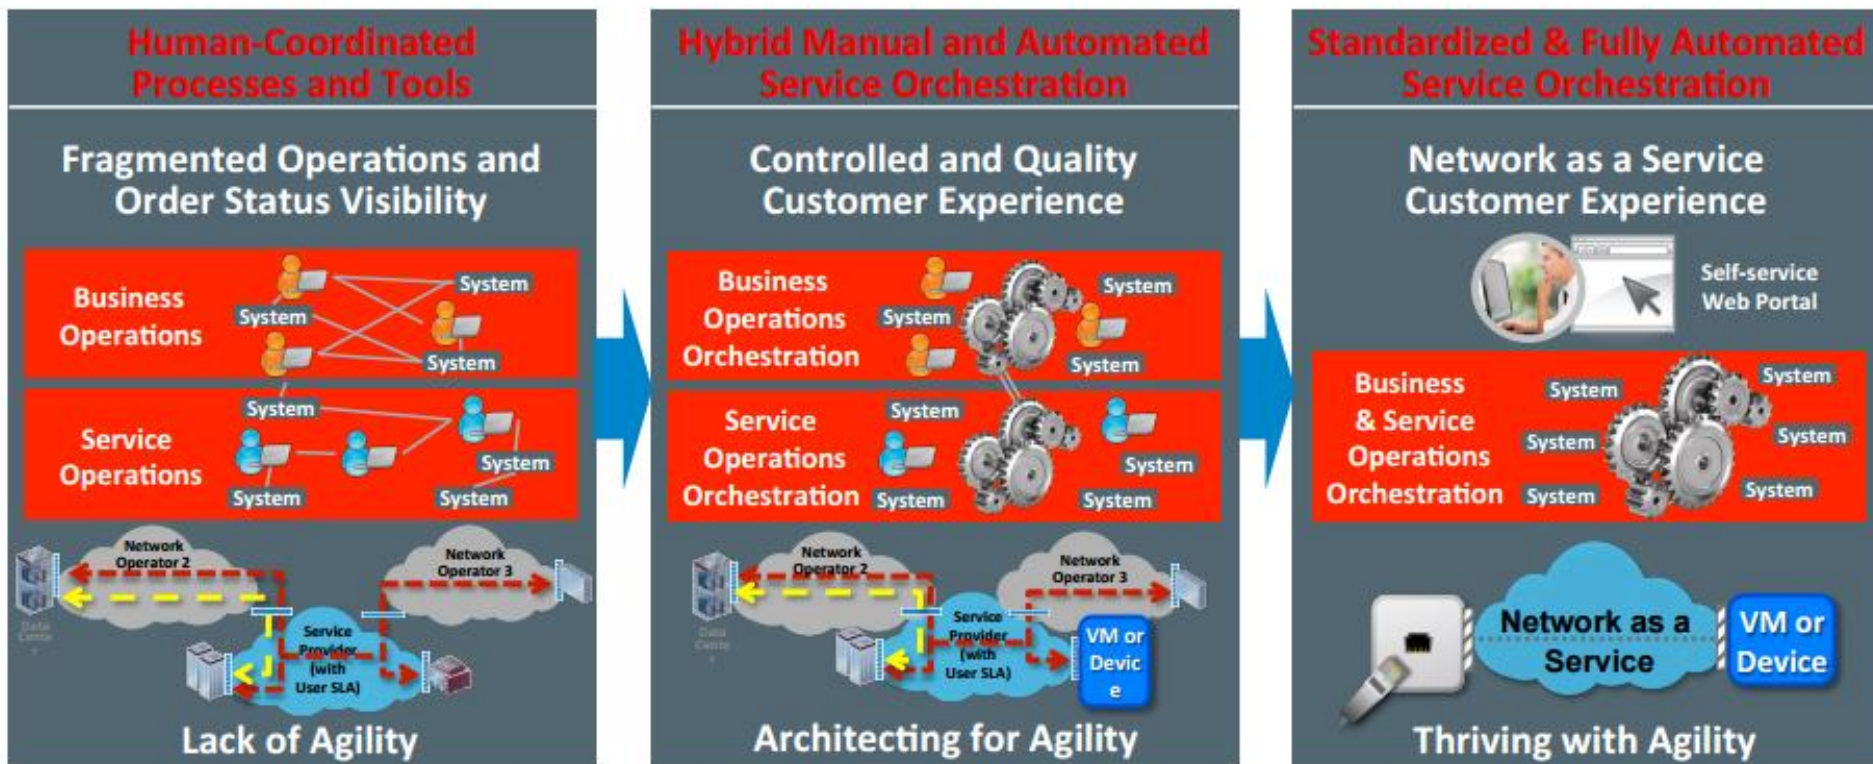 Human-Coordinated
Processes and Tools
Fragmented Operations and
Order Status Visibility
Business
Operations
System
System
System
Service
Operations
System
System
System
System
Network
Operator 2
Network
Operator 3
Data
Cente
r
Service
Provider
(with
User SLA)
Lack of Agility
Hybrid Manual and Automated
Service Orchestration
Controlled and Quality
Customer Experience
Business
Operations
Orchestration
System
System
System
Service
Operations
Orchestration
System
System
System
System
Network
Operator 2
Network
Operator 3
Data
Cente
r
Service
Provider
(with
User SLA)
VM or
Devic
e
Architecting for Agility
Standardized & Fully Automated
Service Orchestration
Network as a Service
Customer Experience
Self-service
Web Portal
Business
& Service
Operations
Orchestration
System
System
System
System
System
System
Network as a
Service
VM or
Device
Thriving with Agility